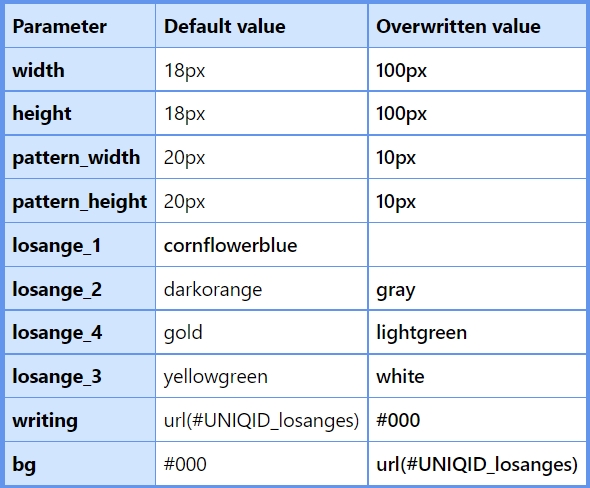 Parameter Default value Overwritten value
width 18px 100px
height 18px 100px
pattern_width 20px 10px
pattern_height 20px 10px
losange_1 cornflowerblue
losange_2 darkorange gray
losange_4 gold lightgreen
losange_3 yellowgreen white
writing url(#UNIQID_losanges) #000
bg #000 url(#UNIQID_losanges)